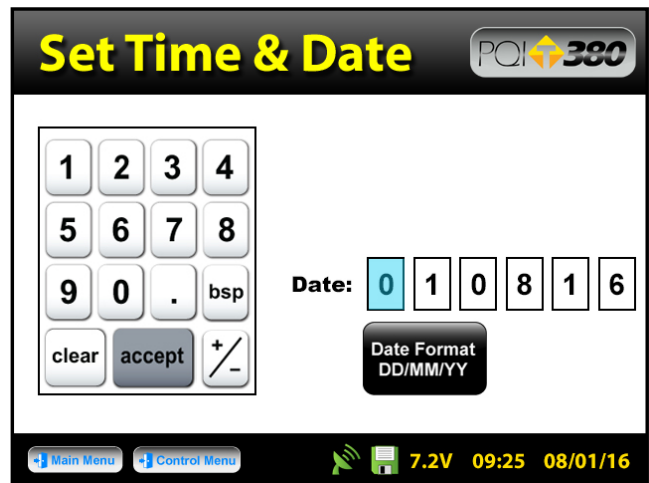 Set Time & Date
PQI T 380
1 2 3 4
5 6 7 8
9 0 . bsp
clear accept +/-
Date: 0 1 0 8 1 6
Date Format
DD/MM/YY
Main Menu Control Menu 7.2V 09:25 08/01/16